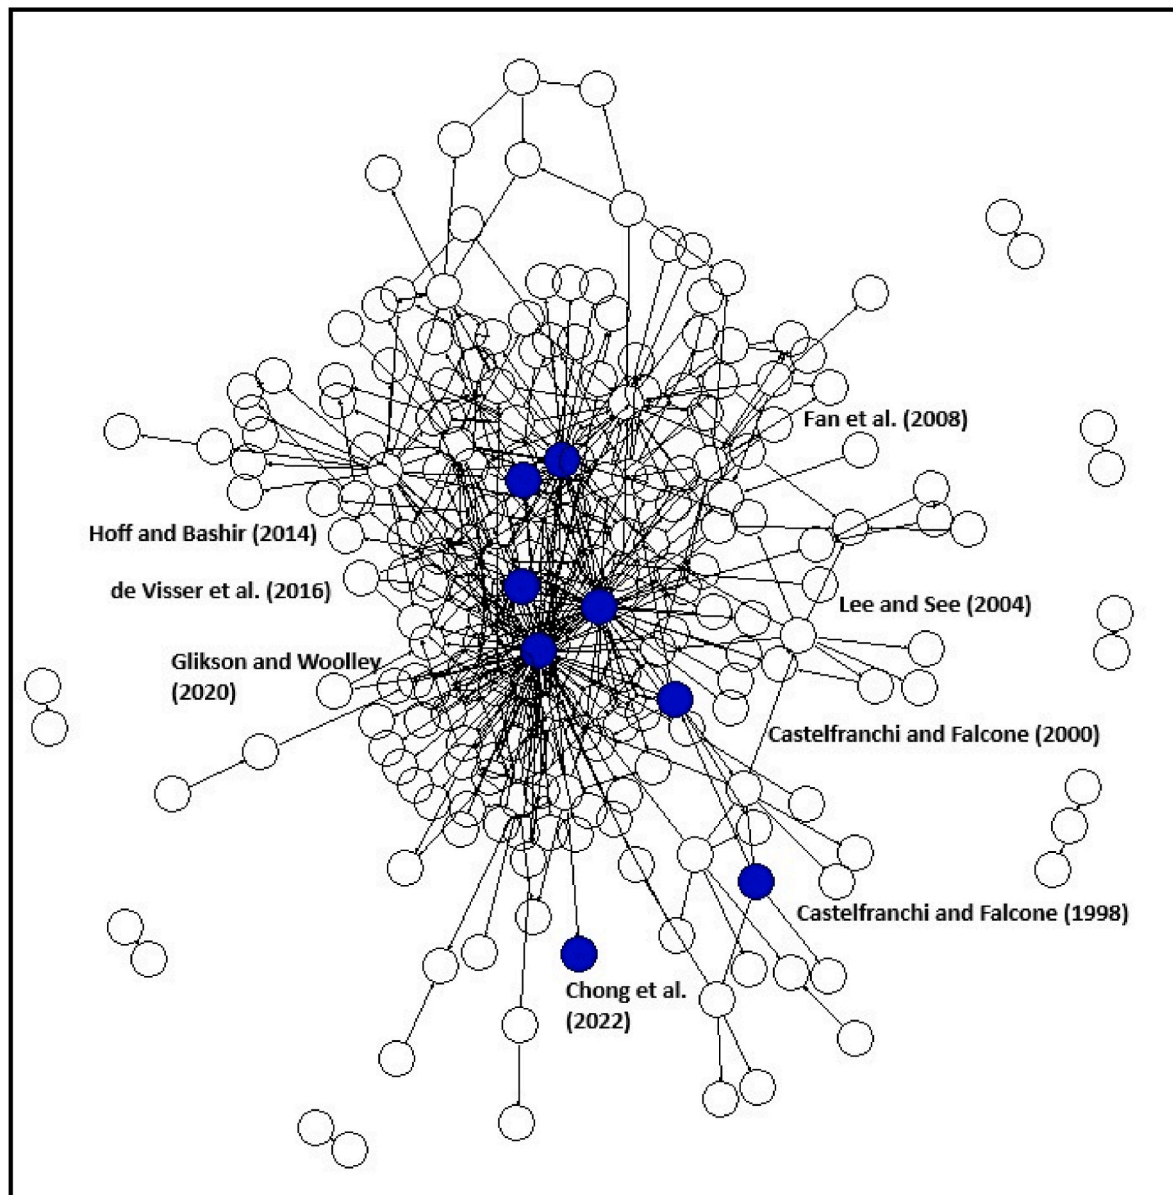 Fan et al. (2008)
Hoff and Bashir (2014)
de Visser et al. (2016)
Lee and See (2004)
Glikson and Woolley
(2020)
Castelfranchi and Falcone (2000)
Castelfranchi and Falcone (1998)
Chong et al.
(2022)